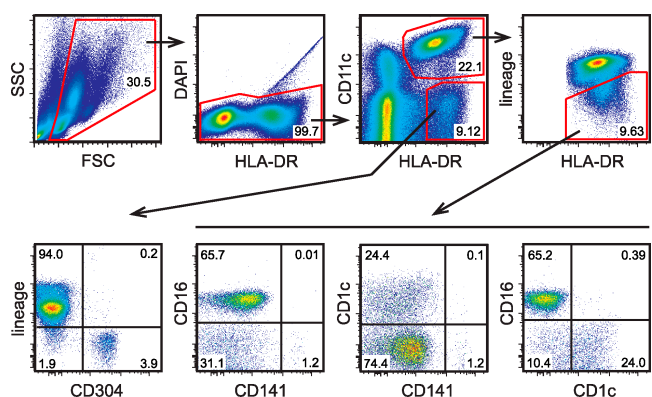 SSC
30.5
FSC
DAPI
99.7
HLA-DR
CD11c
22.1
9.12
HLA-DR
lineage
9.63
HLA-DR
lineage
94.0 0.2
1.9 3.9
CD304
CD16
65.7 0.01
31.1 1.2
CD141
CD1c
24.4 0.1
74.4 1.2
CD141
CD16
65.2 0.39
10.4 24.0
CD1c